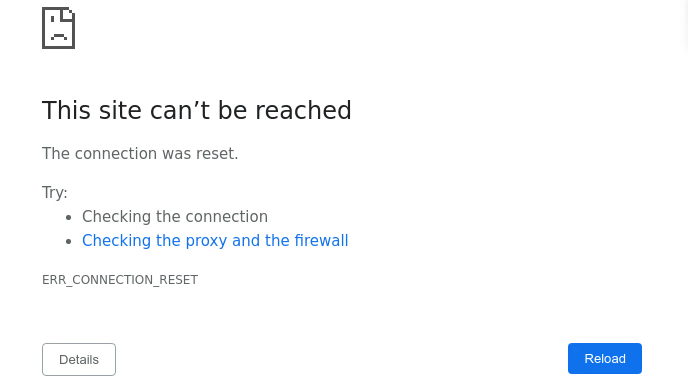 This site can’t be reached
The connection was reset.
Try:
Checking the connection
Checking the proxy and the firewall
ERR_CONNECTION_RESET
Details
Reload